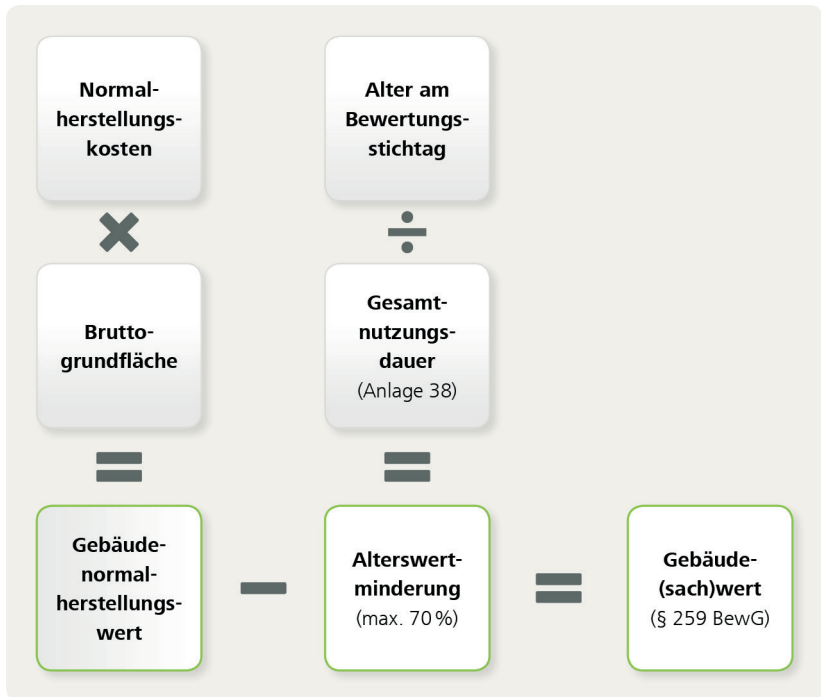 Normal-
herstellungs-
kosten
×
Brutto-
grundfläche
=
Gebäude-
normal-
herstellungs-
wert
−
Alter am
Bewertungs-
stichtag
÷
Gesamt-
nutzungs-
dauer
(Anlage 38)
=
Alterswert-
minderung
(max. 70 %)
=
Gebäude-
(sach)wert
(§ 259 BewG)